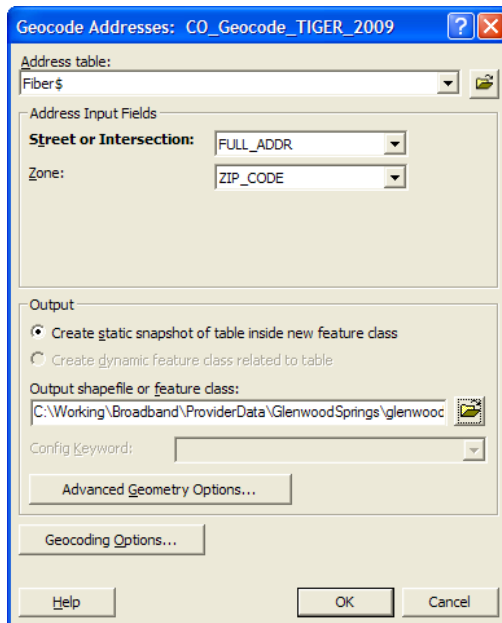 Geocode Addresses: CO_Geocode_TIGER_2009
Address table:
Fiber$
Address Input Fields
Street or Intersection: FULL_ADDR
Zone: ZIP_CODE
Output
Create static snapshot of table inside new feature class
Create dynamic feature class related to table
Output shapefile or feature class:
C:\Working\Broadband\ProviderData\GlenwoodSprings\glenwood
Config Keyword:
Advanced Geometry Options...
Geocoding Options...
Help OK Cancel